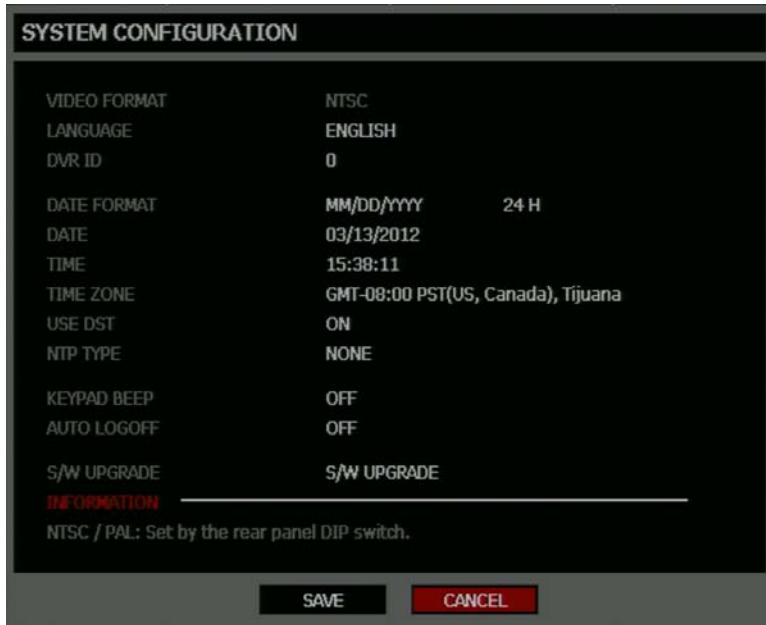 SYSTEM CONFIGURATION
VIDEO FORMAT NTSC
LANGUAGE ENGLISH
DVR ID 0
DATE FORMAT MM/DD/YYYY 24 H
DATE 03/13/2012
TIME 15:38:11
TIME ZONE GMT-08:00 PST(US, Canada), Tijuana
USE DST ON
NTP TYPE NONE
KEYPAD BEEP OFF
AUTO LOGOFF OFF
S/W UPGRADE S/W UPGRADE
INFORMATION
NTSC / PAL: Set by the rear panel DIP switch.
SAVE CANCEL